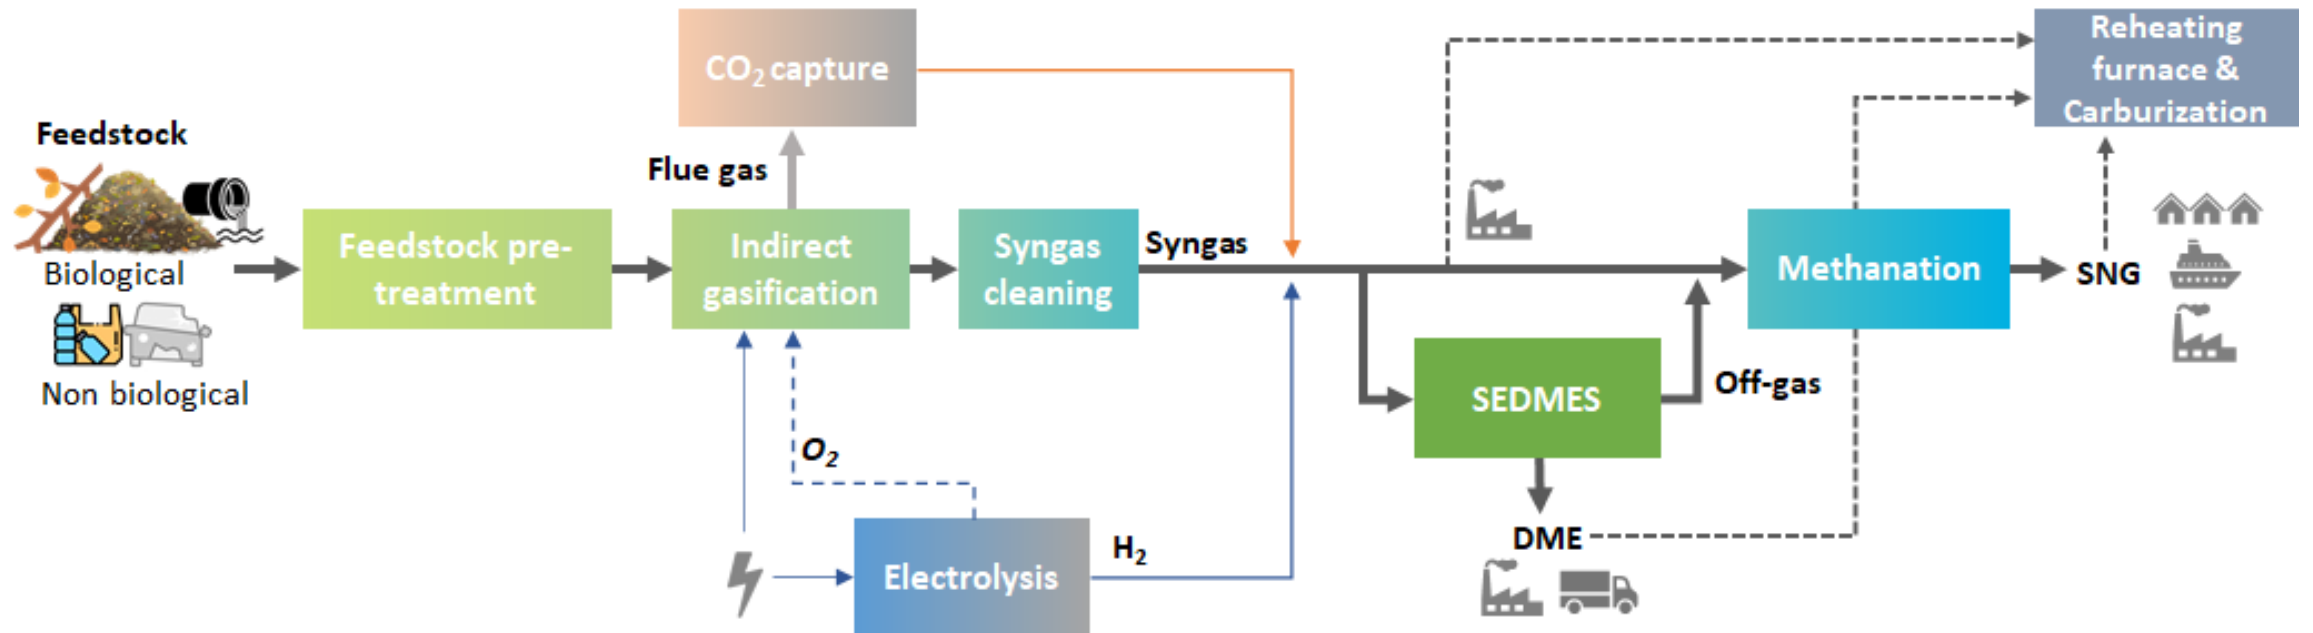 Feedstock
Biological
Non biological
Feedstock pre-
treatment
CO₂ capture
Flue gas
Indirect
gasification
Syngas
cleaning
Syngas
O₂
Electrolysis
H₂
SEDMES
Off-gas
DME
Methanation
SNG
Reheating
furnace &
Carburization